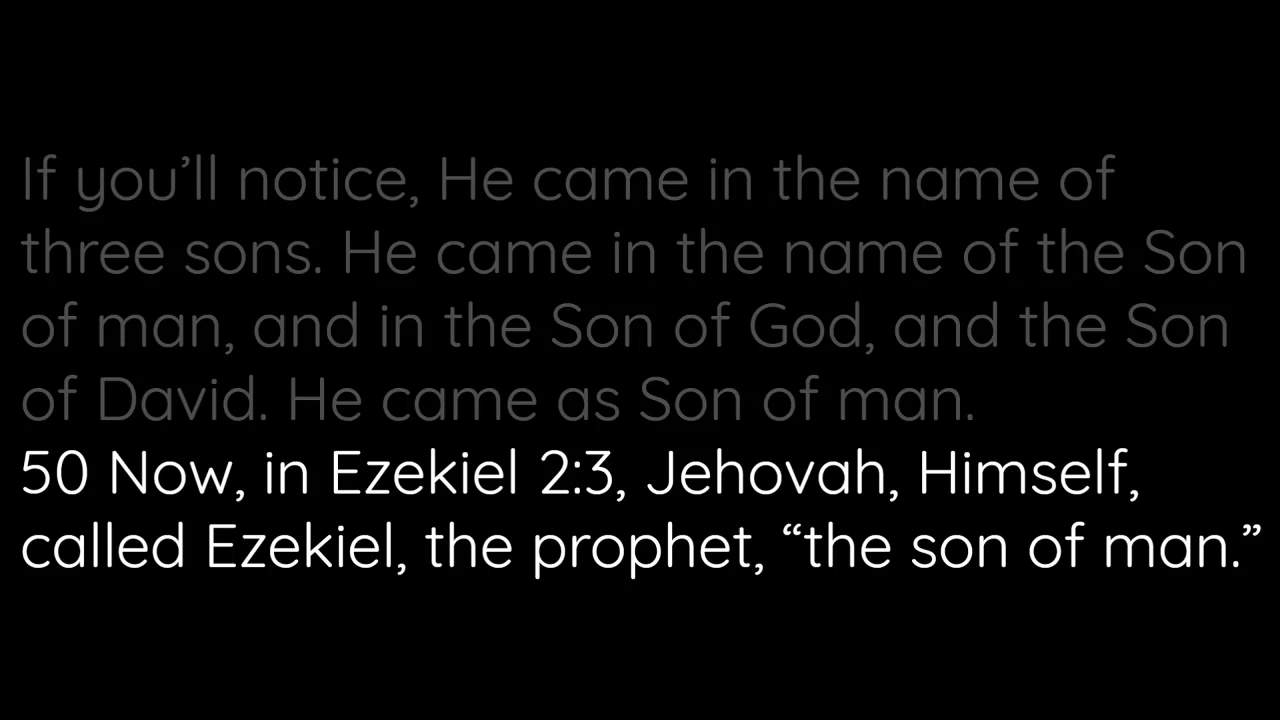 If you’ll notice, He came in the name of
three sons. He came in the name of the Son
of man, and in the Son of God, and the Son
of David. He came as Son of man.
50 Now, in Ezekiel 2:3, Jehovah, Himself,
called Ezekiel, the prophet, “the son of man.”